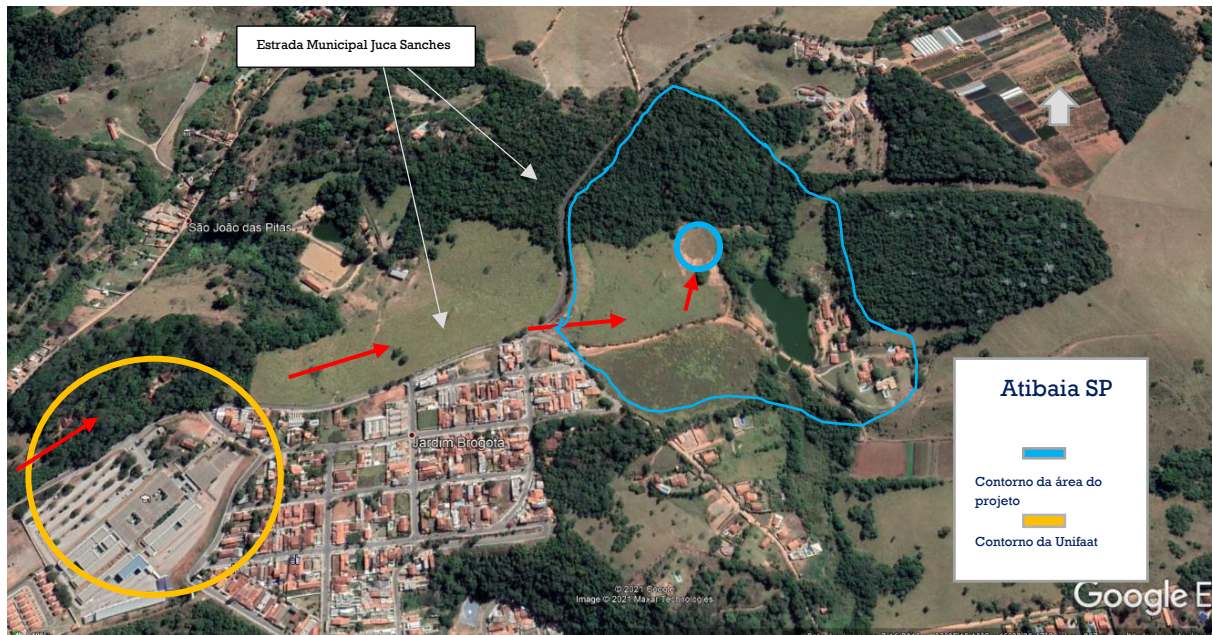 Estrada Municipal Juca Sanches
São João das Pitas
Jardim Brogota
Atibaia SP
Contorno da área do
projeto
Contorno da Unifaat
© 2021 Google
Image © 2021 Maxar Technologies
Google E